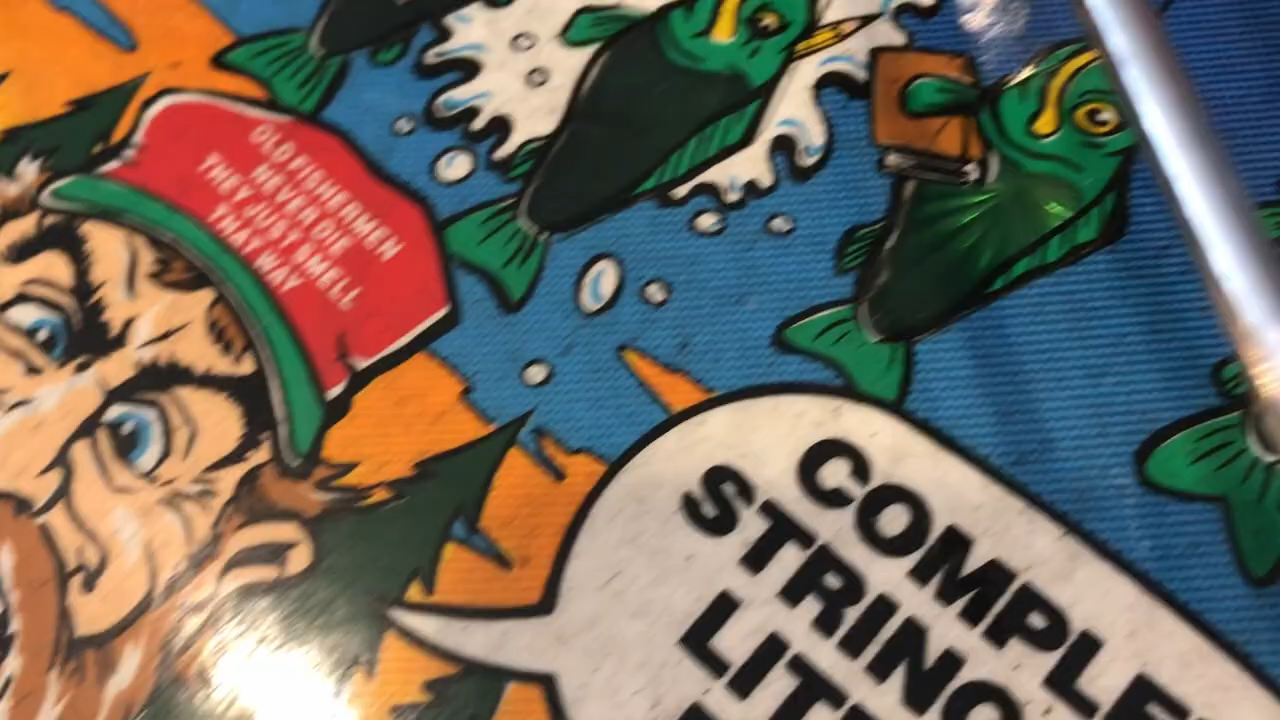 OLD FISHERMEN
NEVER DIE
THEY JUST SMELL
THAT WAY
COMPLE
STRING
LIT